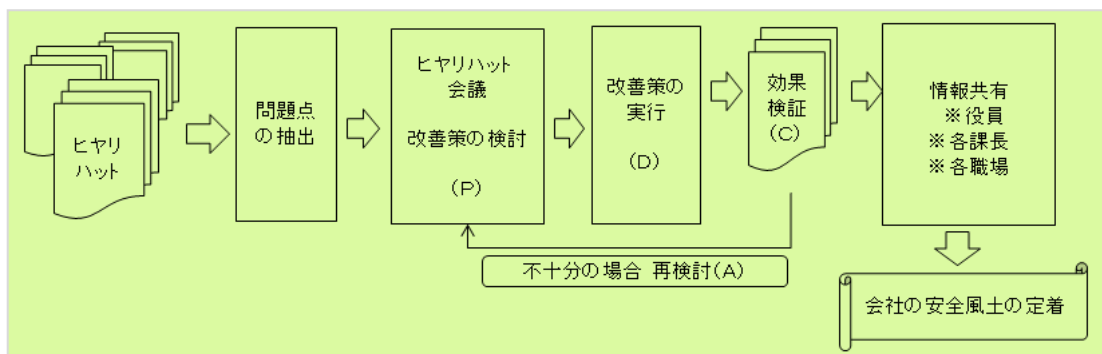 ヒヤリ
ハット
問題点
の抽出
ヒヤリハット
会議
改善策の検討
(P)
改善策の
実行
(D)
効果
検証
(C)
情報共有
※役員
※各課長
※各職場
不十分の場合 再検討(A)
会社の安全風土の定着